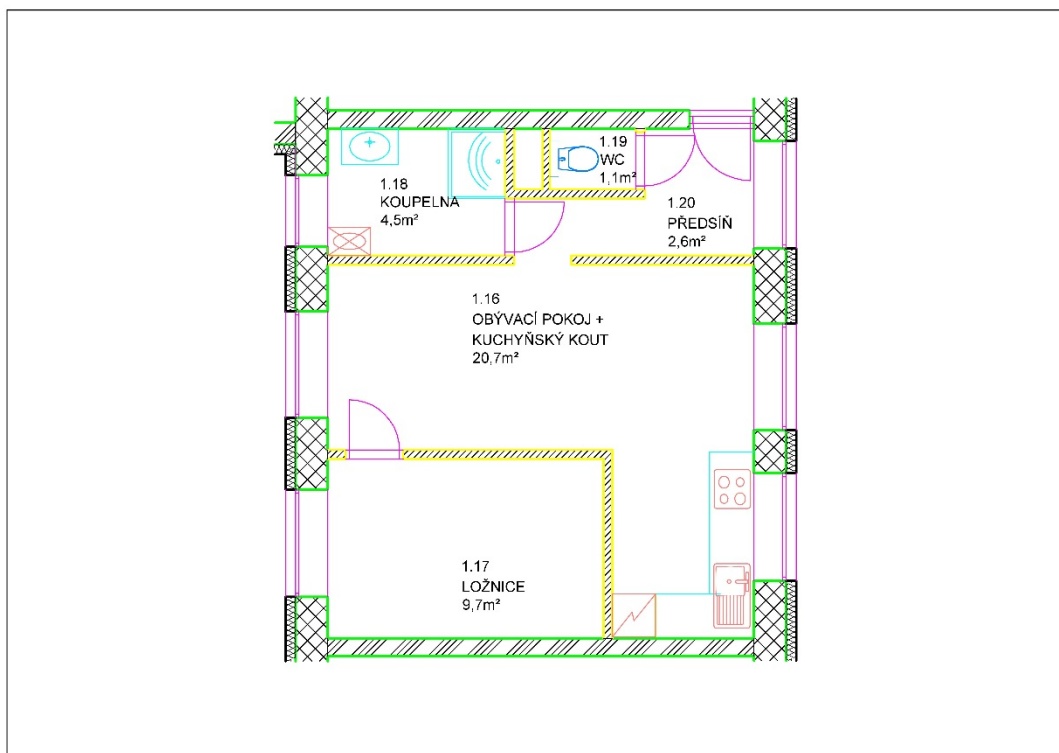 1.19
WC
1,1m²
1.18
KOUPELNA
4,5m²
1.20
PŘEDSÍŇ
2,6m²
1.16
OBÝVACÍ POKOJ +
KUCHYŇSKÝ KOUT
20,7m²
1.17
LOŽNICE
9,7m²